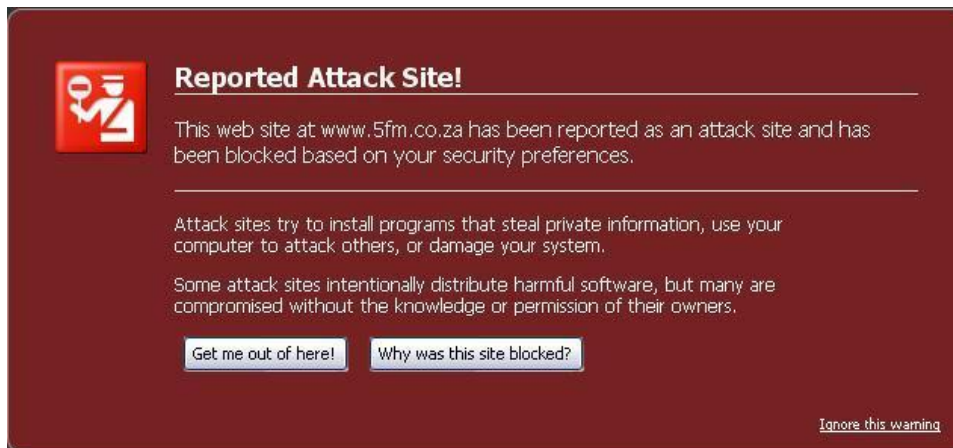 Reported Attack Site!
This web site at www.5fm.co.za has been reported as an attack site and has
been blocked based on your security preferences.
Attack sites try to install programs that steal private information, use your
computer to attack others, or damage your system.
Some attack sites intentionally distribute harmful software, but many are
compromised without the knowledge or permission of their owners.
Get me out of here! Why was this site blocked?
Ignore this warning